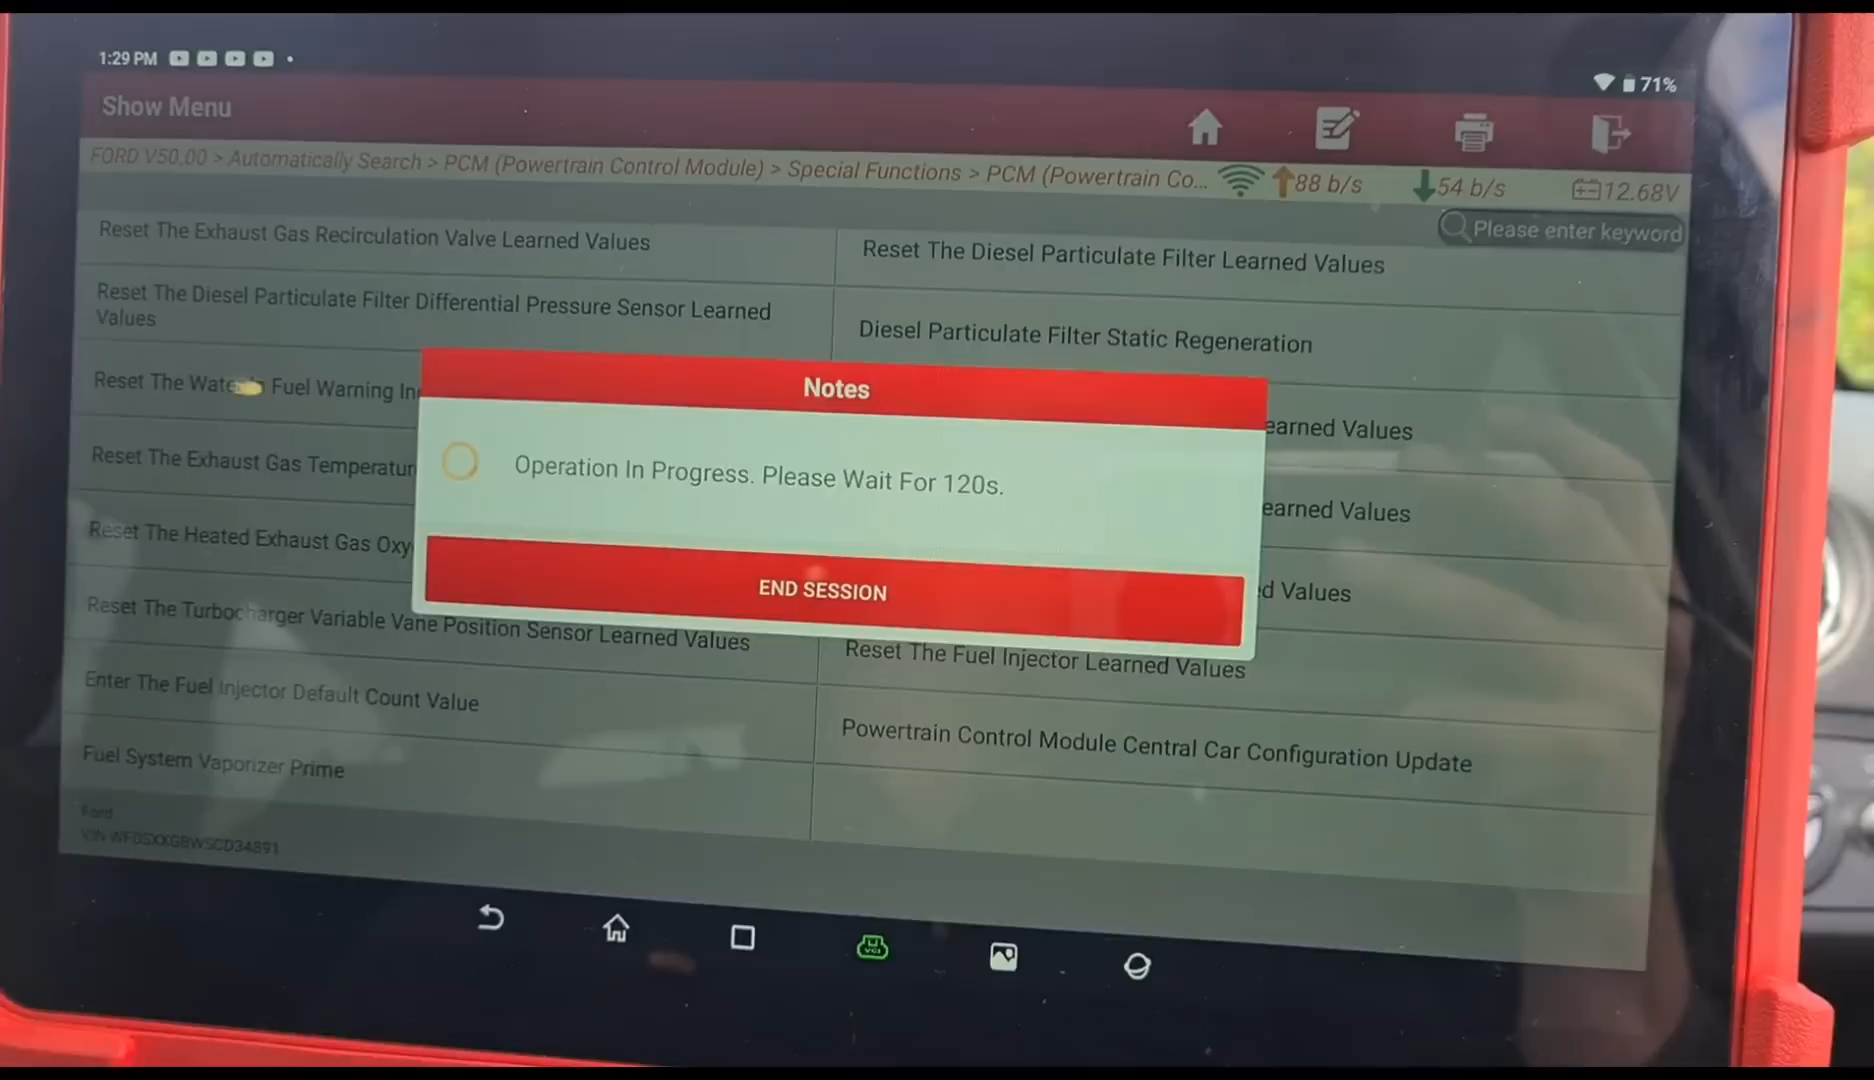 1:29 PM
71%
Show Menu
FORD V50.00 > Automatically Search > PCM (Powertrain Control Module) > Special Functions > PCM (Powertrain Co...
88 b/s
54 b/s
12.68V
Please enter keyword
Reset The Exhaust Gas Recirculation Valve Learned Values
Reset The Diesel Particulate Filter Learned Values
Reset The Diesel Particulate Filter Differential Pressure Sensor Learned
Values
Diesel Particulate Filter Static Regeneration
Reset The Fuel Warning
earned Values
Notes
Operation In Progress. Please Wait For 120s.
END SESSION
Reset The Exhaust Gas Temperatur
earned Values
Reset The Heated Exhaust Gas Oxy
d Values
Reset The Turbocharger Variable Vane Position Sensor Learned Values
Reset The Fuel Injector Learned Values
Enter The Fuel Injector Default Count Value
Powertrain Control Module Central Car Configuration Update
Fuel System Vaporizer Prime
Ford
VIN
VCI